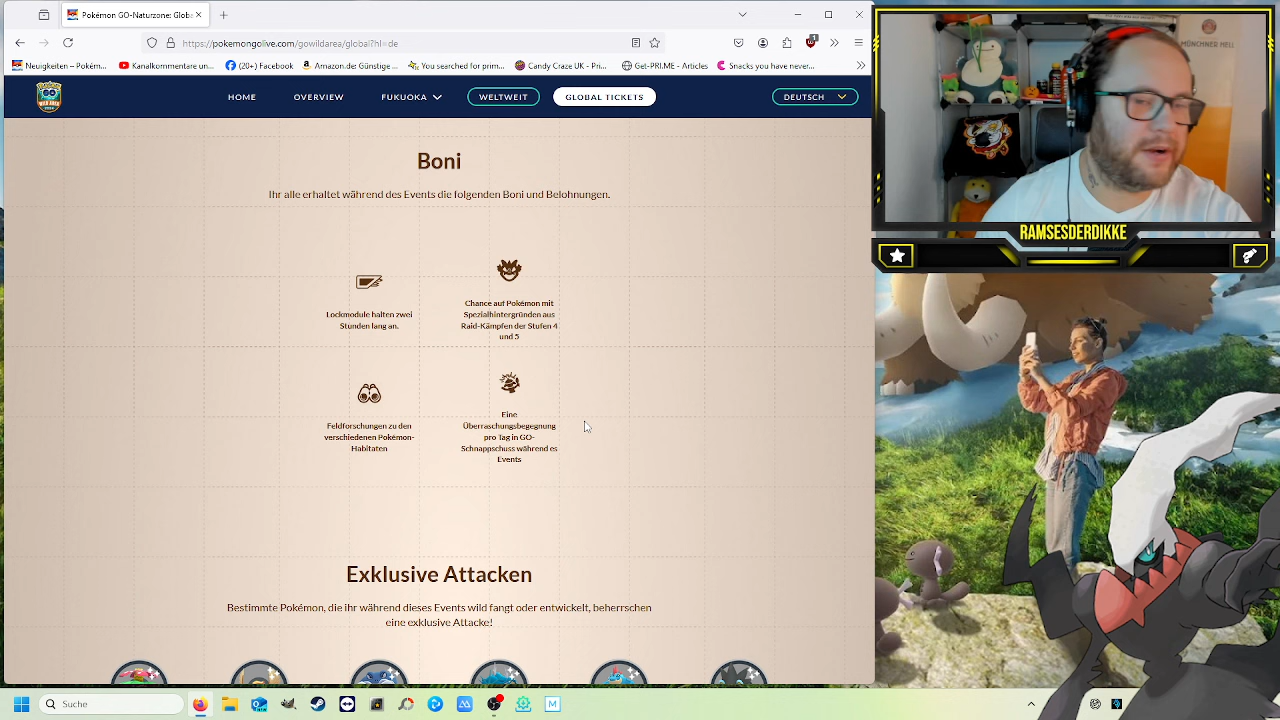 Pokémon GO-Naturzone: Globa
https://pokemongolive.com/gowildarea/global?hl=de
1
Neuigkeiten – Pokém...
Kanalkommentare un...
(20+) Facebook
Amazon.de Günstige ...
You searched for prim...
Candy Craze UK - Pri...
Get-PRI.ME - Articles
Snacks you have never...
HOME
OVERVIEW
FUKUOKA
WELTWEIT
GLOBAL TICKETS
DEUTSCH
MÜNCHNER HELL
Boni
Ihr alle erhaltet während des Events die folgenden Boni und Belohnungen.
RAMSESDERDIKKE
Lockmodule halten zwei
Stunden lang an.
Chance auf Pokémon mit
Spezialhintergründen aus
Raid-Kämpfen der Stufen 4
und 5
Feldforschungen zu den
verschiedenen Pokémon-
Habitaten
Eine
Überraschungsbegegnung
pro Tag in GO-
Schnappschuss während es
Events
Exklusive Attacken
Bestimmte Pokémon, die ihr während dieses Events wild fangt oder entwickelt, beherrschen
eine exklusive Attacke!
Suche